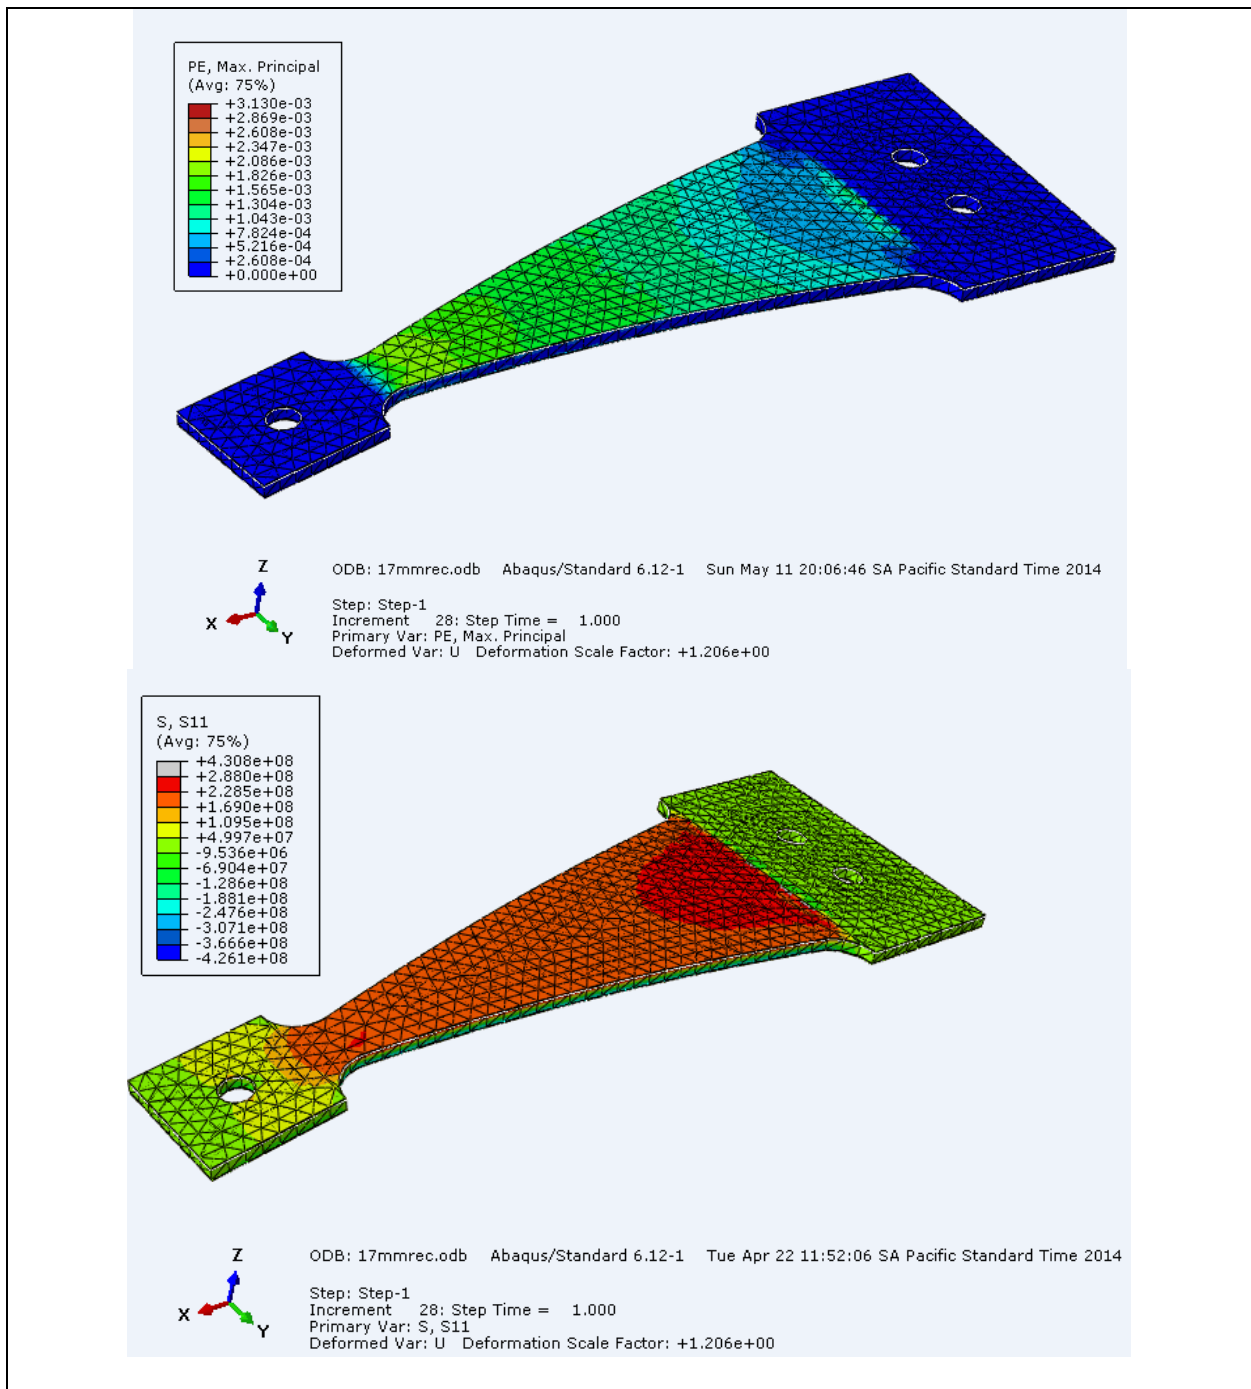 PE, Max. Principal
(Avg: 75%)
+3.130e-03
+2.869e-03
+2.608e-03
+2.347e-03
+2.086e-03
+1.826e-03
+1.565e-03
+1.304e-03
+1.043e-03
+7.824e-04
+5.216e-04
+2.608e-04
+0.000e+00
Z
X
Y
ODB: 17mmrec.odb Abaqus/Standard 6.12-1 Sun May 11 20:06:46 SA Pacific Standard Time 2014
Step: Step-1
Increment 28: Step Time = 1.000
Primary Var: PE, Max. Principal
Deformed Var: U Deformation Scale Factor: +1.206e+00
S, S11
(Avg: 75%)
+4.308e+08
+2.880e+08
+2.285e+08
+1.690e+08
+1.095e+08
+4.997e+07
-9.536e+06
-6.904e+07
-1.286e+08
-1.881e+08
-2.476e+08
-3.071e+08
-3.666e+08
-4.261e+08
Z
X
Y
ODB: 17mmrec.odb Abaqus/Standard 6.12-1 Tue Apr 22 11:52:06 SA Pacific Standard Time 2014
Step: Step-1
Increment 28: Step Time = 1.000
Primary Var: S, S11
Deformed Var: U Deformation Scale Factor: +1.206e+00